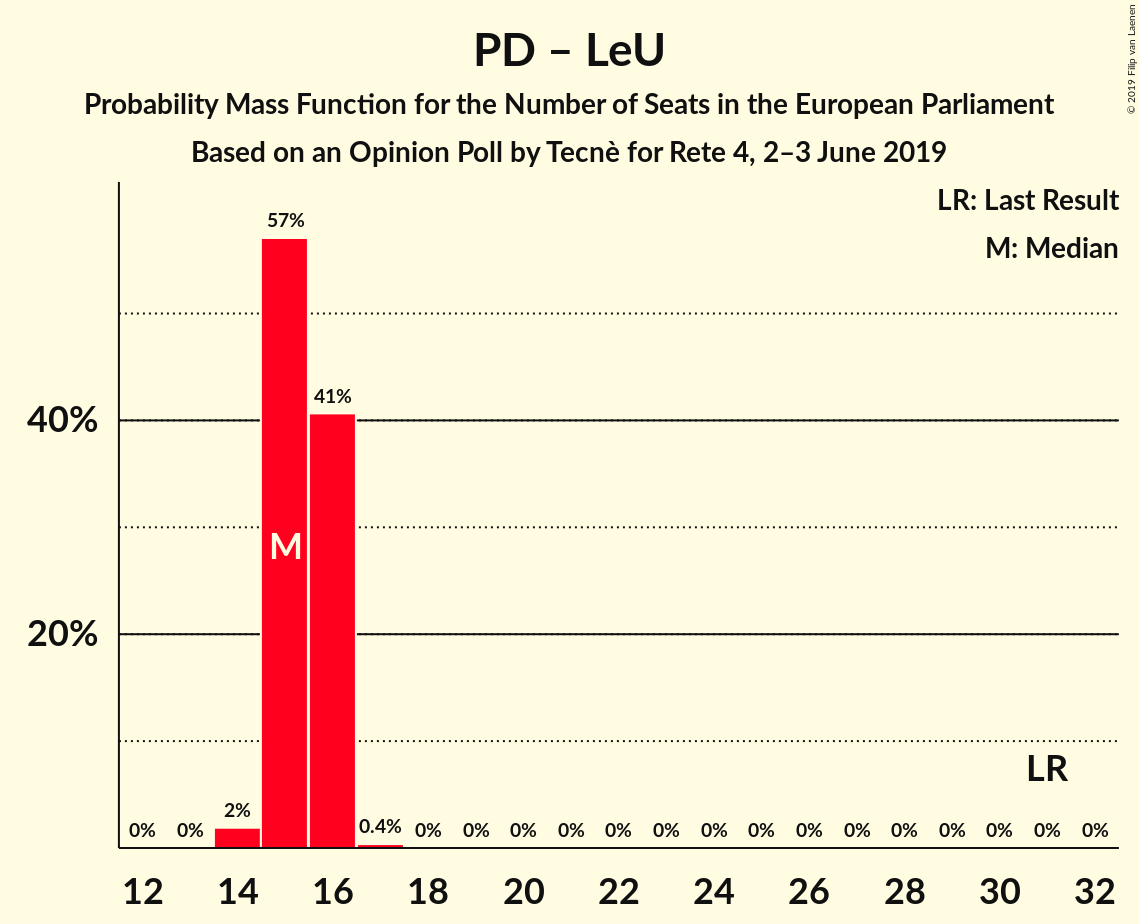 PD – LeU
Probability Mass Function for the Number of Seats in the European Parliament
Based on an Opinion Poll by Tecnè for Rete 4, 2–3 June 2019
© 2019 Filip van Laenen
LR: Last Result
M: Median
57%
41%
40%
M
20%
LR
0% 0% 2% 0.4% 0% 0% 0% 0% 0% 0% 0% 0% 0% 0% 0% 0% 0% 0% 0%
12 14 16 18 20 22 24 26 28 30 32